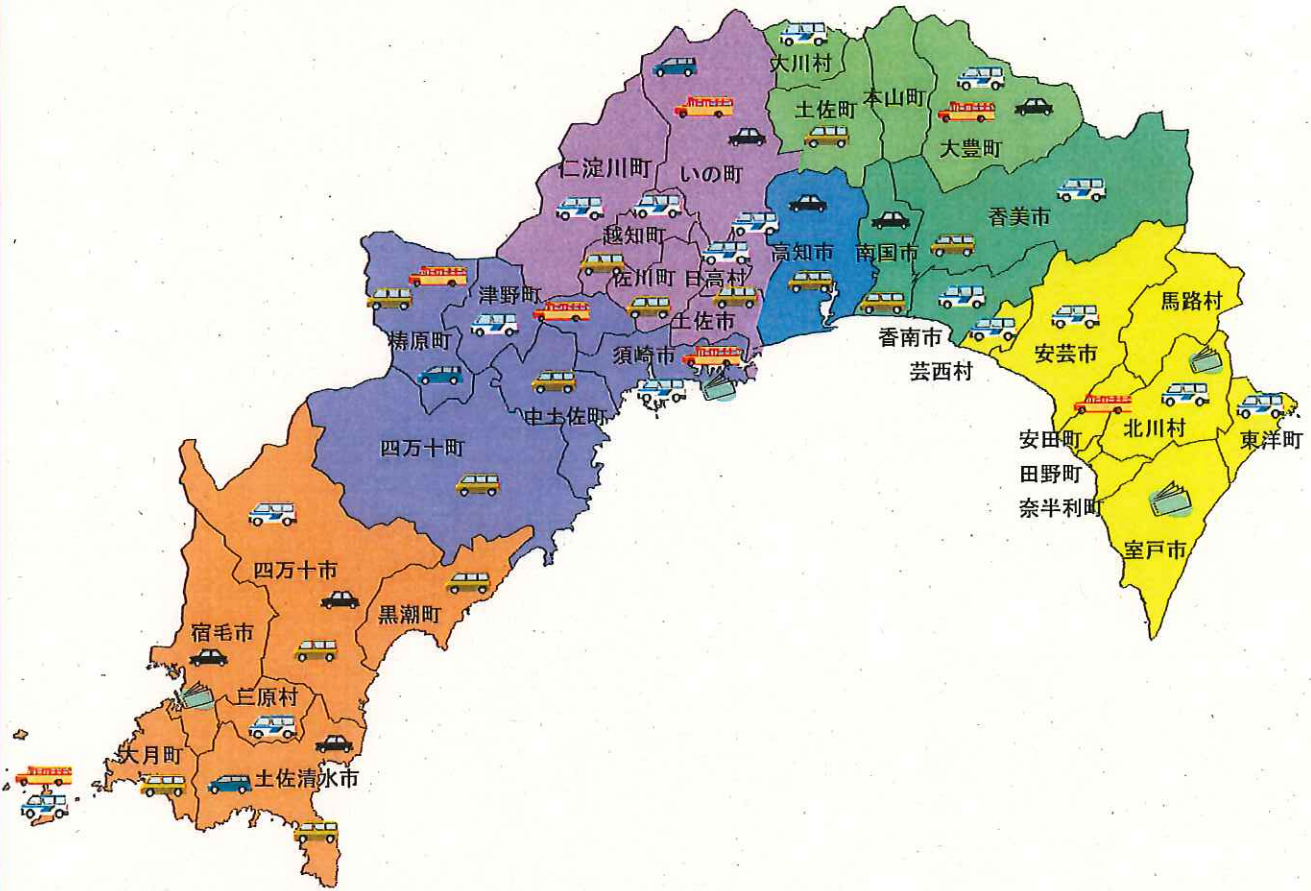 大川村
土佐町
本山町
大豊町
仁淀川町
いの町
香美市
越知町
高知市
南国市
佐川町
日高村
津野町
馬路村
土佐市
香南市
梼原町
須崎市
安芸市
芸西村
中土佐町
北川村
安田町
東洋町
四万十町
田野町
奈半利町
室戸市
四万十市
黒潮町
宿毛市
三原村
大月町
土佐清水市